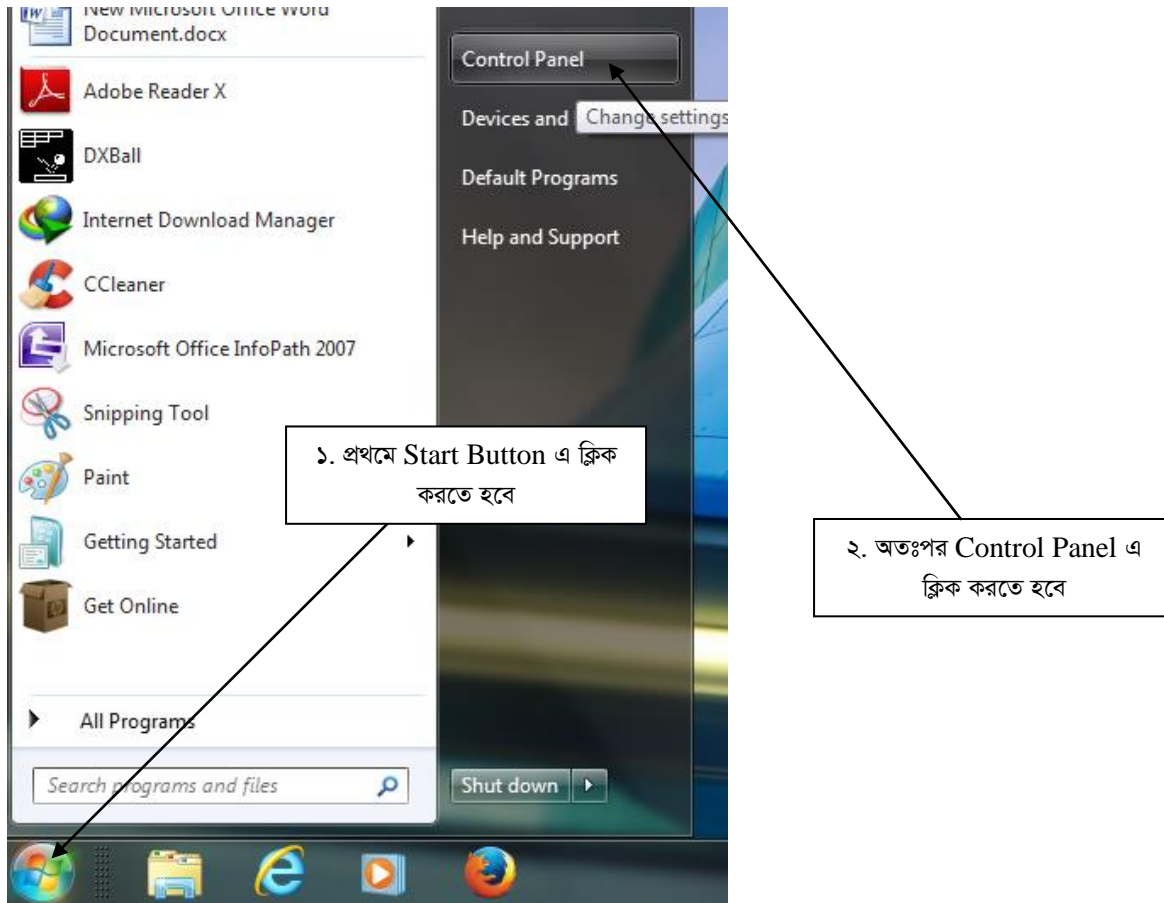 New Microsoft Office Word
Document.docx
Adobe Reader X
DXBall
Internet Download Manager
CCleaner
Microsoft Office InfoPath 2007
Snipping Tool
Paint
Getting Started
Get Online
All Programs
Search programs and files
Control Panel
Devices and
Change settings
Default Programs
Help and Support
Shut down
১. প্রথমে Start Button এ ক্লিক
করতে হবে
২. অতঃপর Control Panel এ
ক্লিক করতে হবে